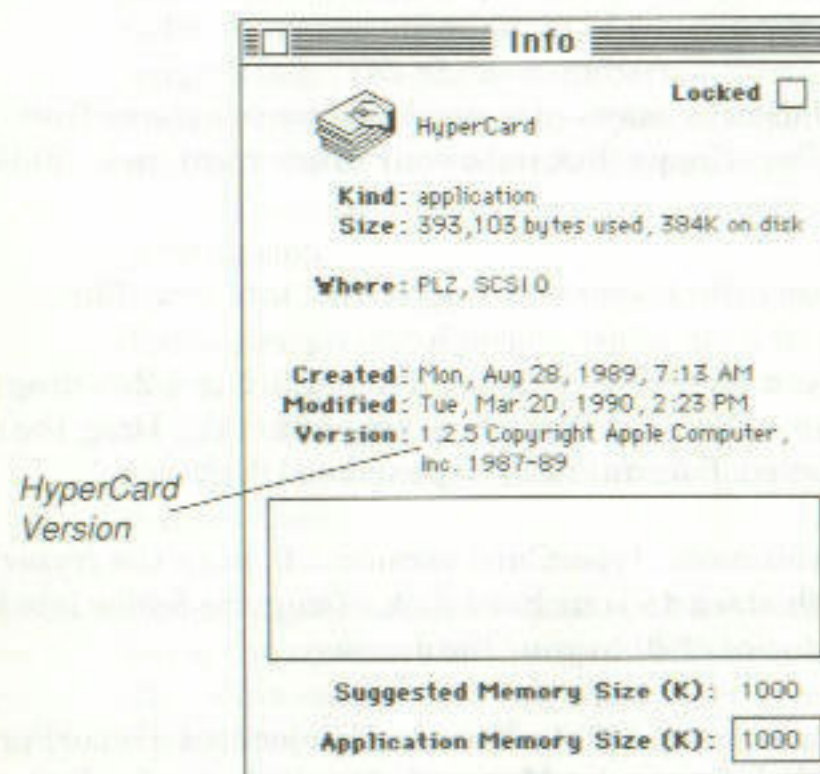 Info
Locked
HyperCard
Kind: application
Size: 393,103 bytes used, 384K on disk
Where: PLZ, SCSI 0
Created: Mon, Aug 28, 1989, 7:13 AM
Modified: Tue, Mar 20, 1990, 2:23 PM
Version: 1.2.5 Copyright Apple Computer,
Inc. 1987-89
HyperCard
Version
Suggested Memory Size (K): 1000
Application Memory Size (K): 1000